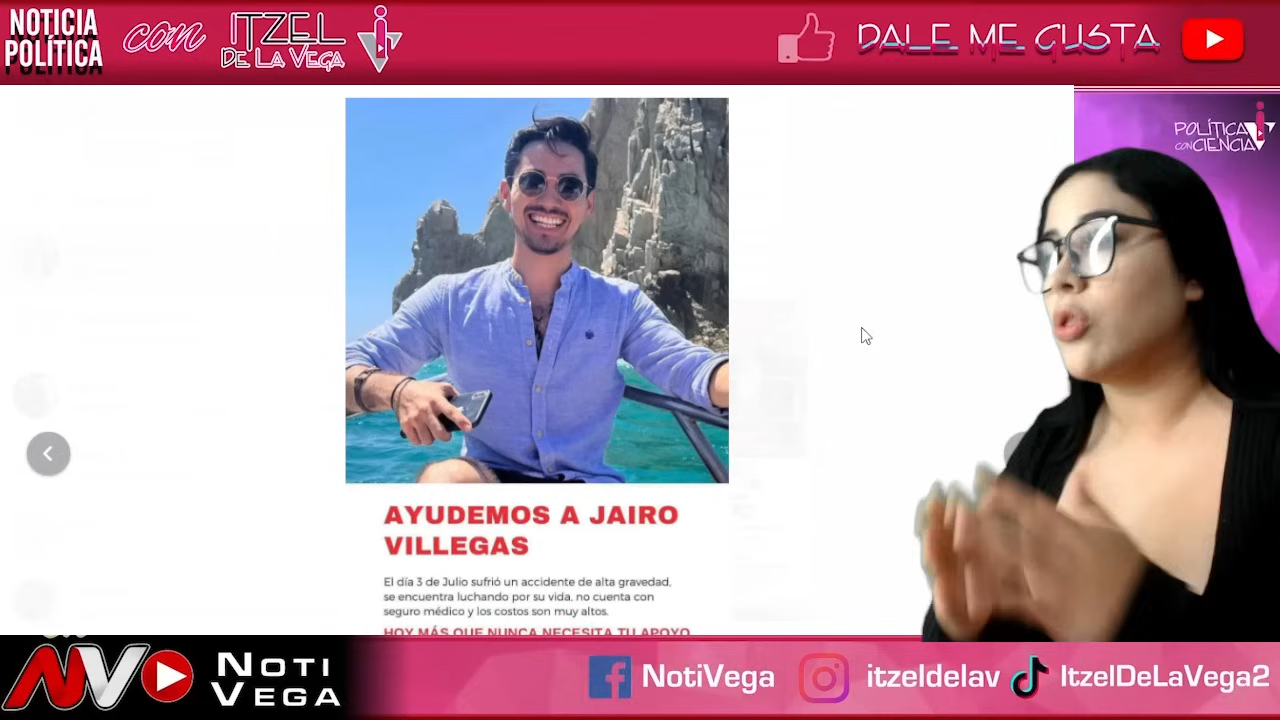 NOTICIA
POLÍTICA
con
ITZEL
DE LA VEGA
DALE ME GUSTA
POLÍTICA
CON CIENCIA
AYUDEMOS A JAIRO
VILLEGAS
El día 3 de Julio sufrió un accidente de alta gravedad,
se encuentra luchando por su vida, no cuenta con
seguro médico y los costos son muy altos.
HOY MÁS QUE NUNCA NECESITA TU APOYO
NV
NOTI
VEGA
NotiVega
itzeldelav
ItzelDeLaVega2